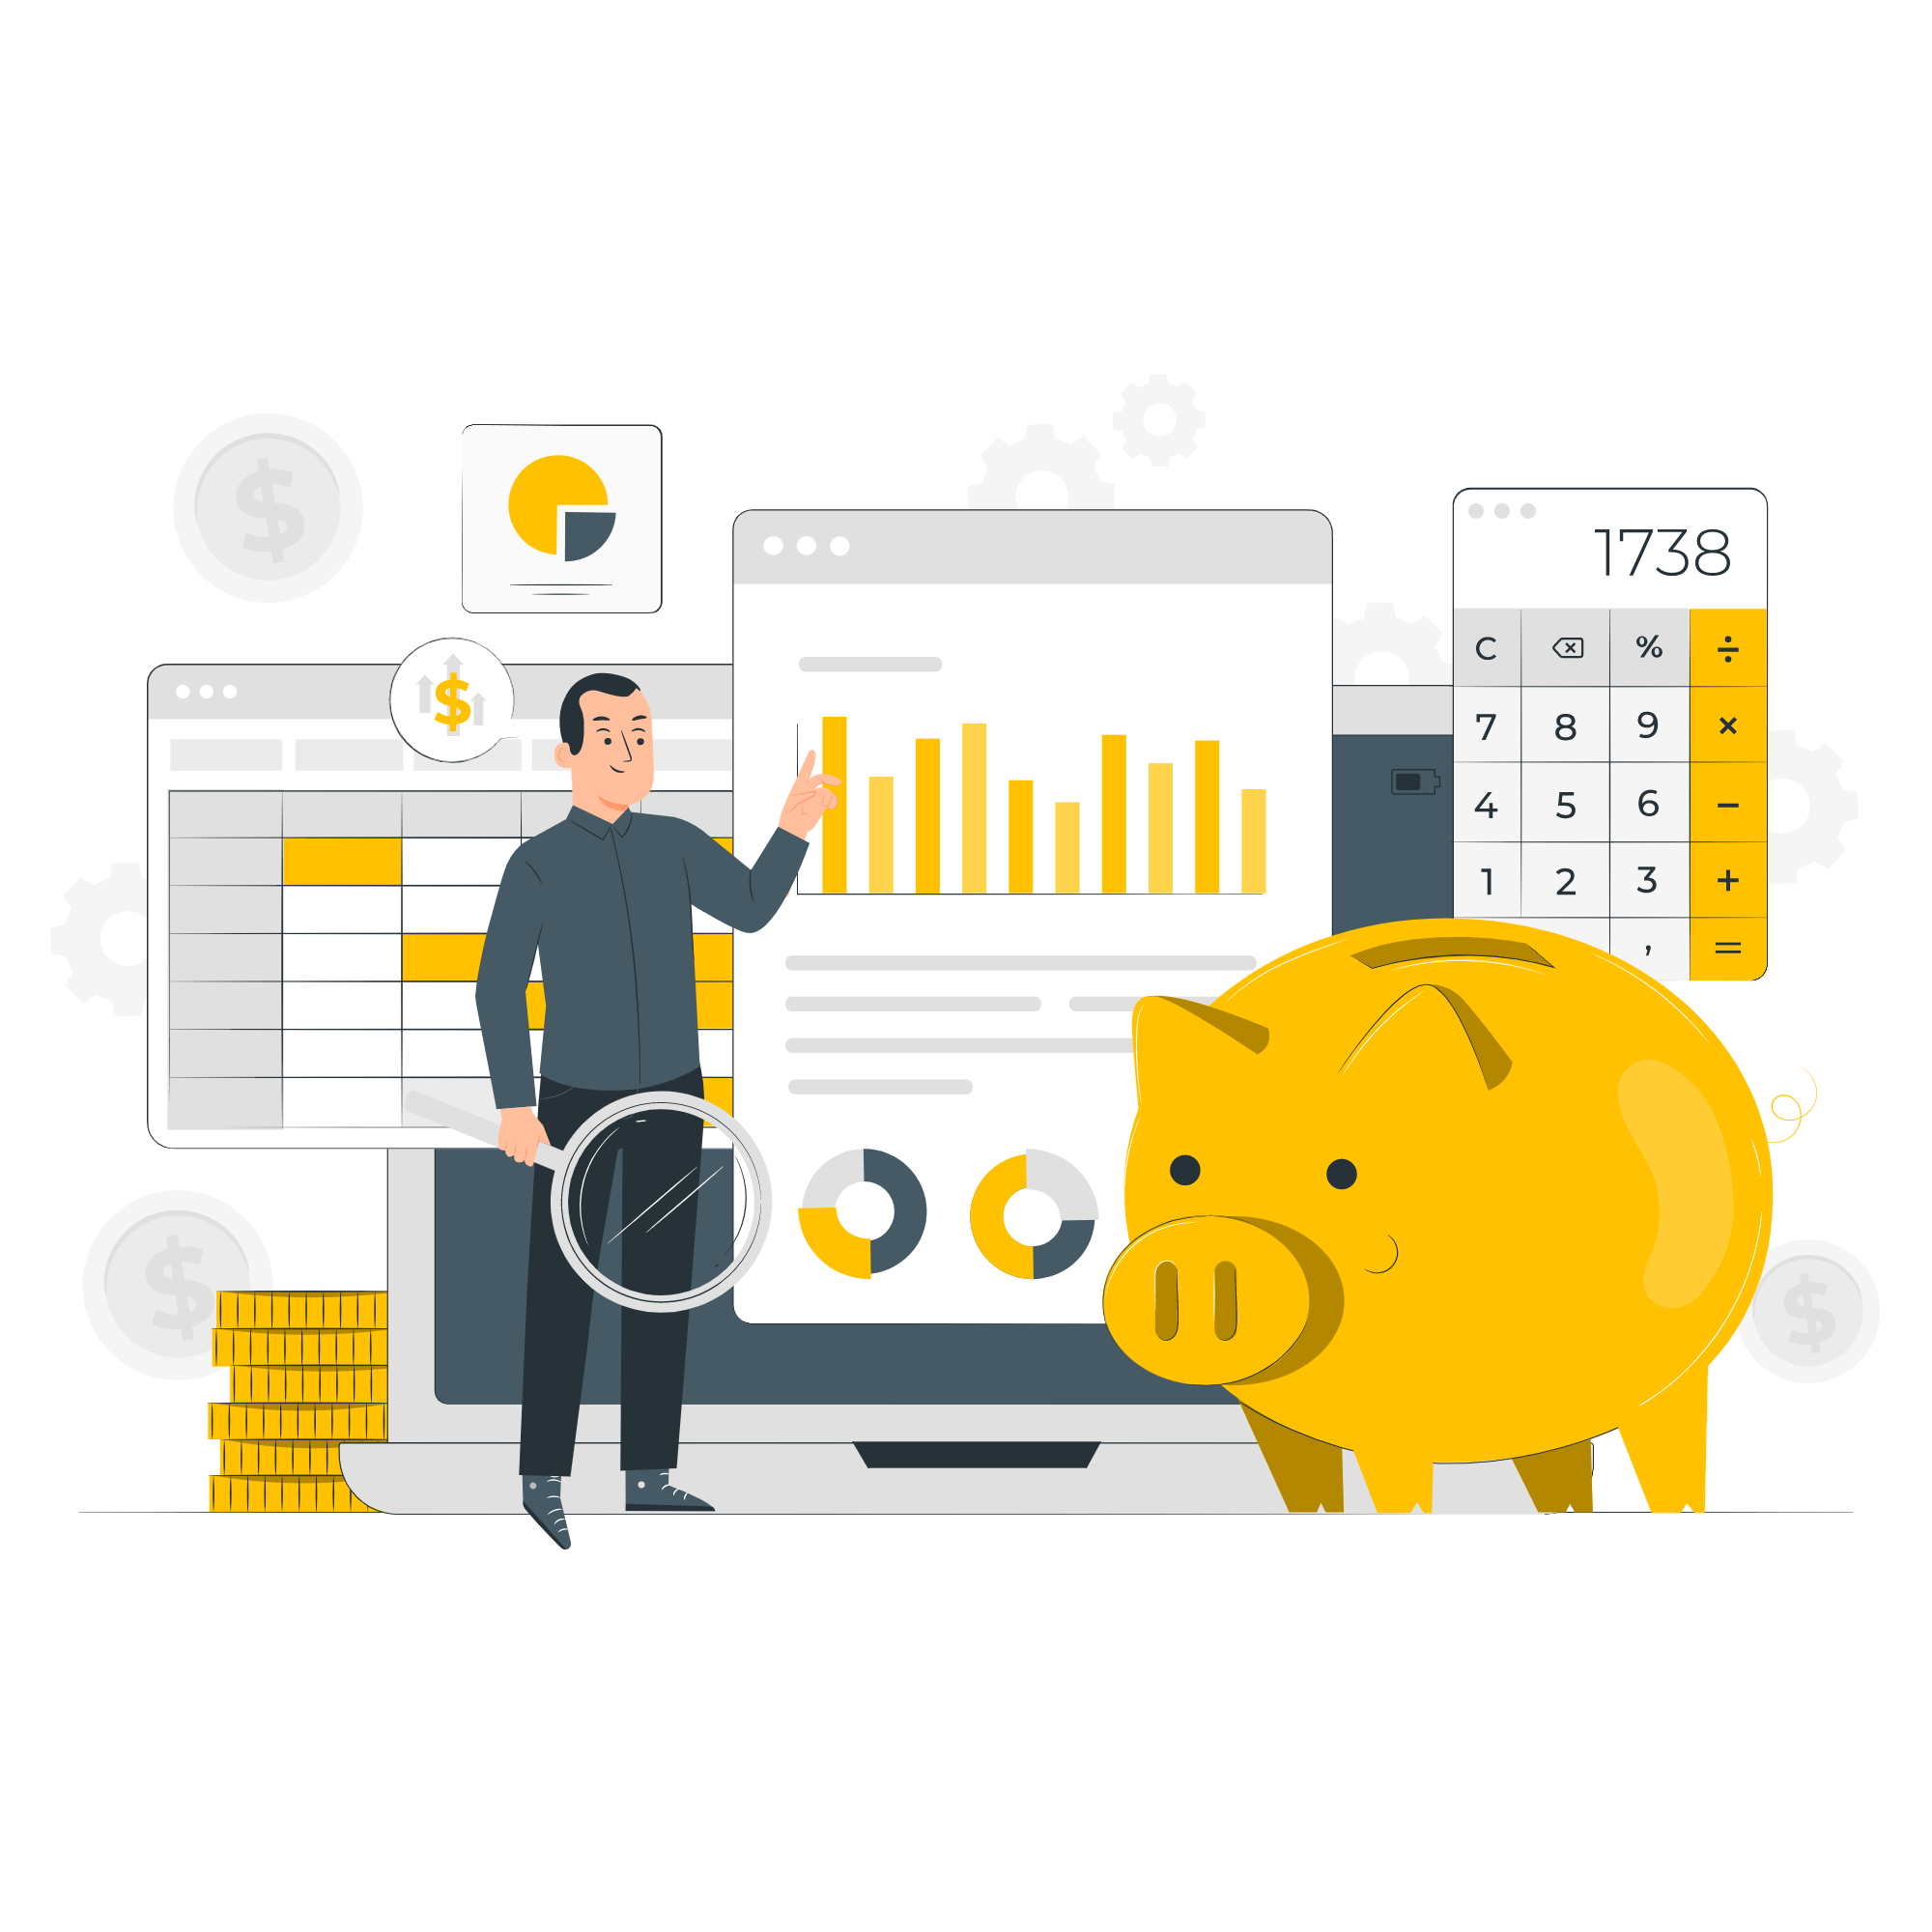 $
$
1738
C % ÷
7 8 9 ×
4 5 6 −
1 2 3 +
, =
$
$